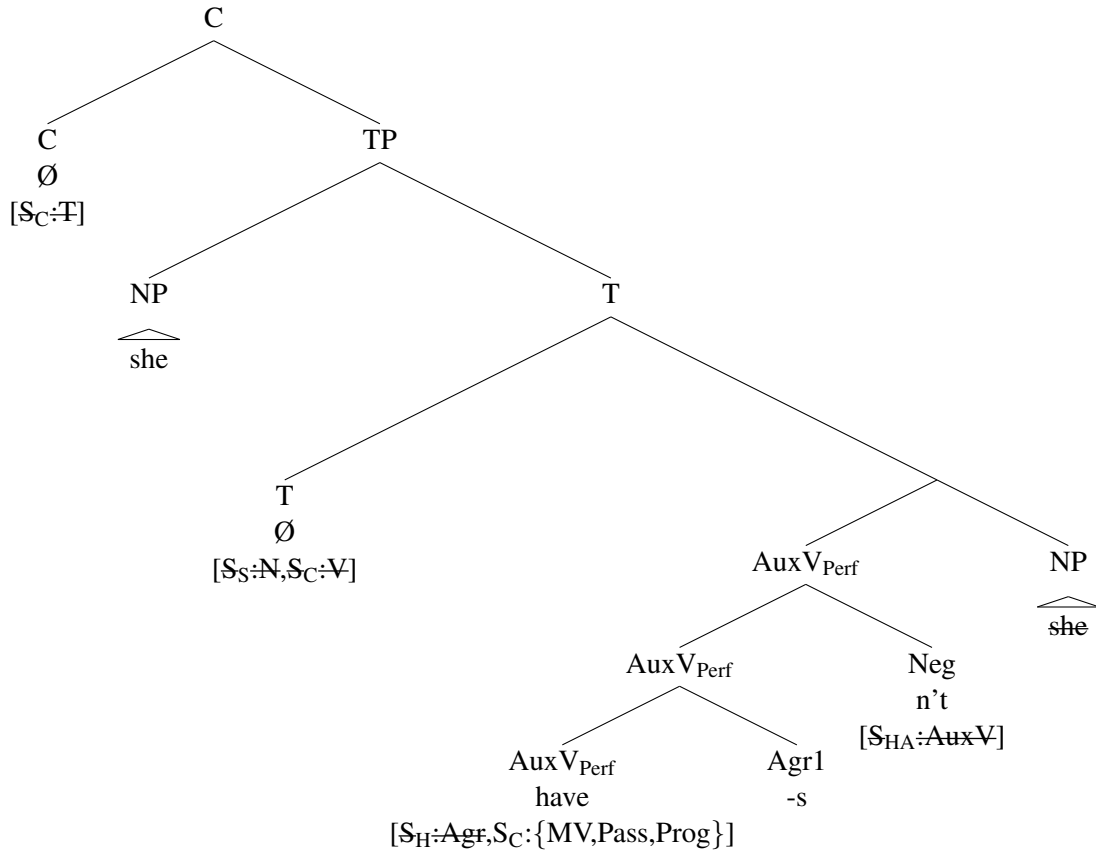 C
C TP
Ø
[S_C:T]
NP T
she
T
Ø
[S_S:N,S_C:V]
AuxV_Perf NP
she
AuxV_Perf Neg
n't
[S_HA:AuxV]
AuxV_Perf Agr1
have -s
[S_H:Agr,S_C:{MV,Pass,Prog}]